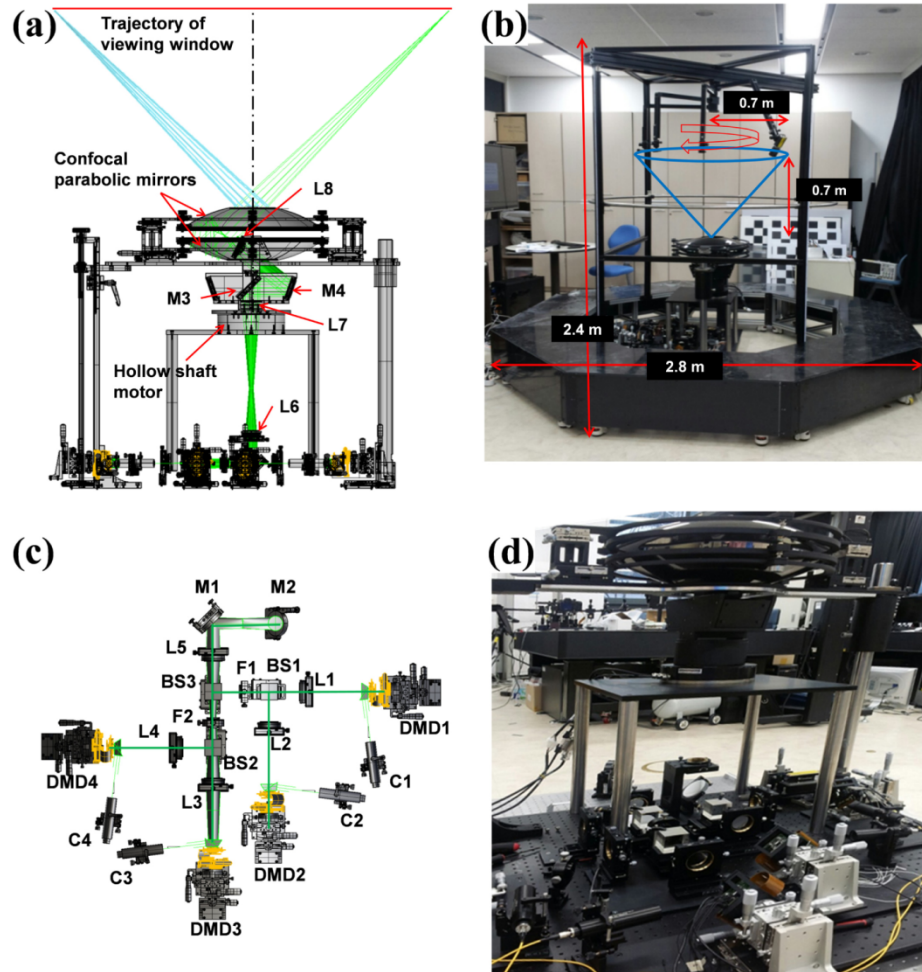 (a)
Trajectory of
viewing window
Confocal
parabolic mirrors
L8
M3
M4
L7
Hollow shaft
motor
L6
(b)
0.7 m
0.7 m
2.4 m
2.8 m
(c)
M1
M2
L5
F1
BS1
L1
BS3
F2
L4
L2
DMD1
BS2
DMD4
C1
L3
C2
C4
C3
DMD2
DMD3
(d)